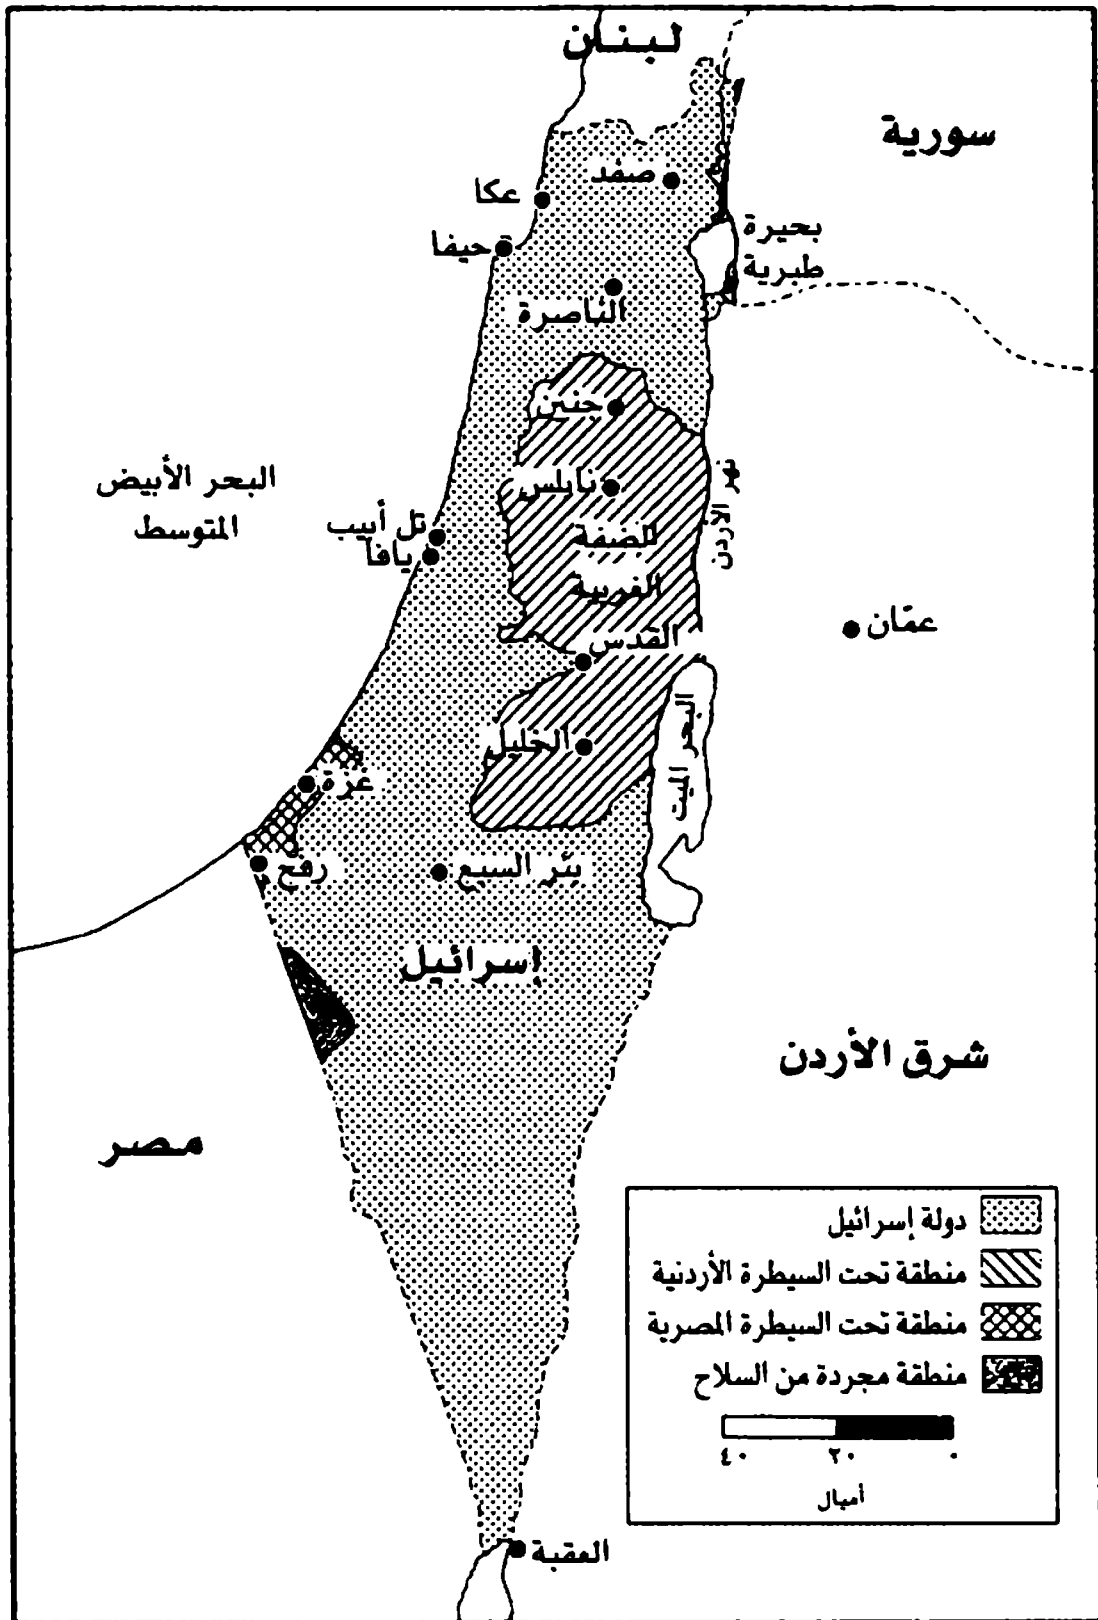 لبنان
سورية
صفد
عكا
بحيرة
طبرية
حيفا
الناصرة
جنين
نهر الأردن
نابلس
البحر الأبيض
المتوسط
تل أبيب
يافا
الضفة
الغربية
عمّان
القدس
البحر الميت
الخليل
غزة
رفح
بئر السبع
إسرائيل
شرق الأردن
مصر
دولة إسرائيل
منطقة تحت السيطرة الأردنية
منطقة تحت السيطرة المصرية
منطقة مجردة من السلاح
٤٠ ٢٠ ٠
أميال
العقبة